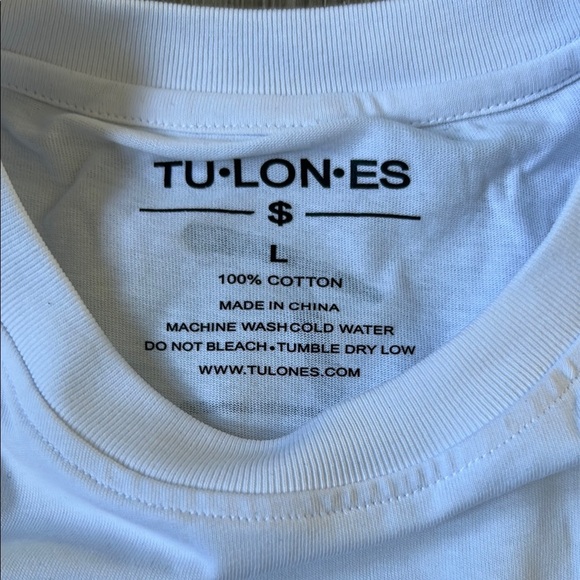 TU•LON•ES
$
L
100% COTTON
MADE IN CHINA
MACHINE WASH COLD WATER
DO NOT BLEACH•TUMBLE DRY LOW
WWW.TULONES.COM